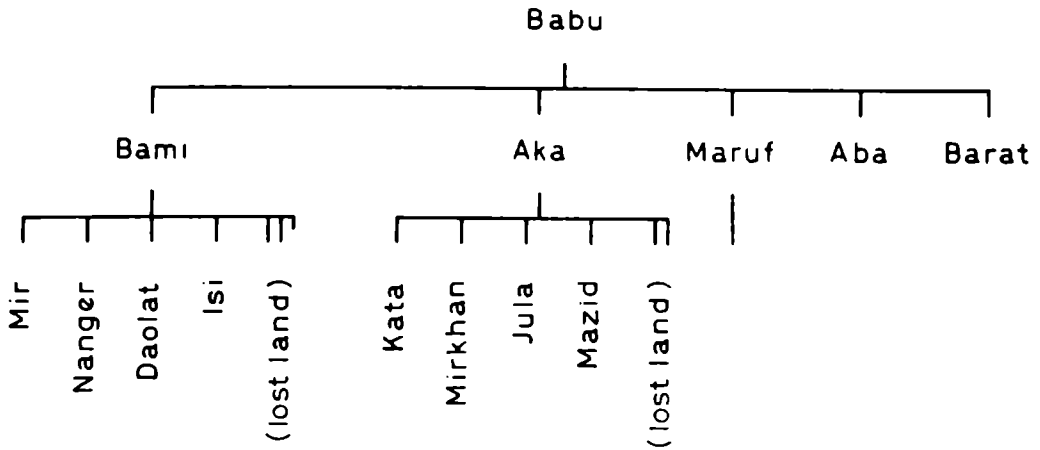 Babu
Bamı Aka Maruf Aba Barat
Mir
Nanger
Daolat
Isi
(lost land)
Kata
Mirkhan
Jula
Mazid
(lost land)